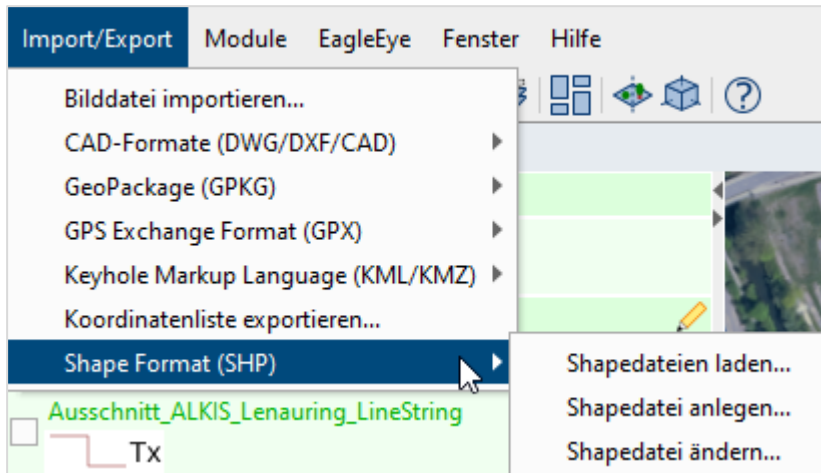 Import/Export Module EagleEye Fenster Hilfe
Bilddatei importieren...
CAD-Formate (DWG/DXF/CAD)
GeoPackage (GPKG)
GPS Exchange Format (GPX)
Keyhole Markup Language (KML/KMZ)
Koordinatenliste exportieren...
Shape Format (SHP)
Shapedateien laden...
Shapedatei anlegen...
Shapedatei ändern...
Ausschnitt_ALKIS_Lenauring_LineString
Tx